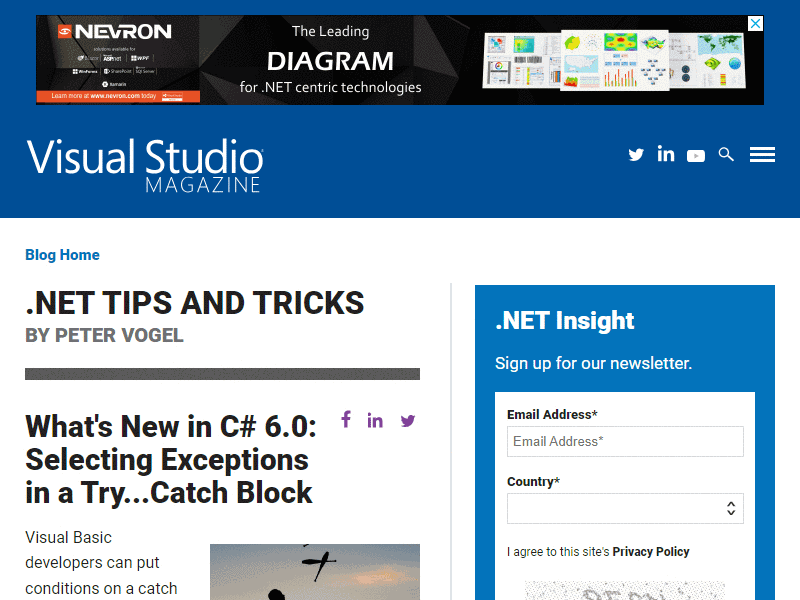 NEVRON
solutions available for
ASP.net
WPF
WinForms
SharePoint
SQL Server
Xamarin
Learn more at www.nevron.com today
The Leading
DIAGRAM
for .NET centric technologies
Visual Studio
MAGAZINE
Blog Home
.NET TIPS AND TRICKS
BY PETER VOGEL
What's New in C# 6.0:
Selecting Exceptions
in a Try...Catch Block
Visual Basic
developers can put
conditions on a catch
.NET Insight
Sign up for our newsletter.
Email Address*
Email Address*
Country*
I agree to this site's Privacy Policy